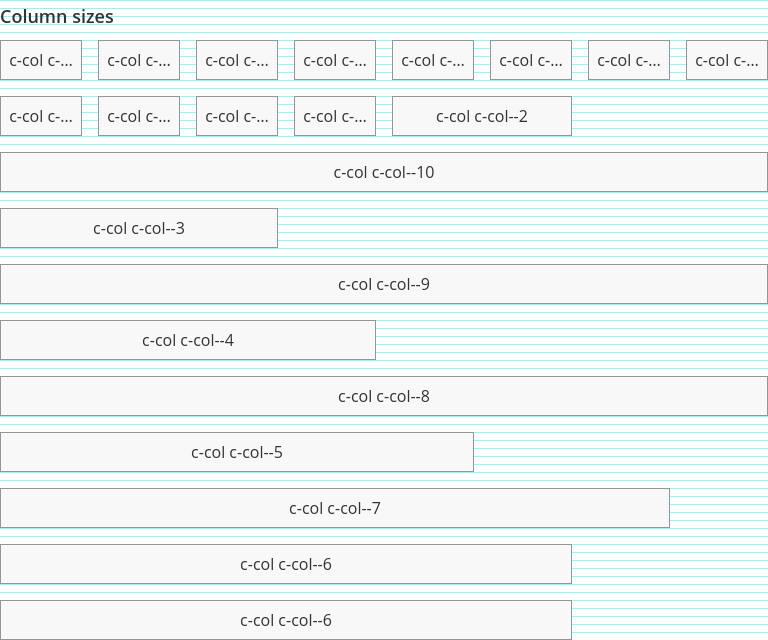 Column sizes
c-col c-... c-col c-... c-col c-... c-col c-... c-col c-... c-col c-... c-col c-... c-col c-...
c-col c-... c-col c-... c-col c-... c-col c-... c-col c-col--2
c-col c-col--10
c-col c-col--3
c-col c-col--9
c-col c-col--4
c-col c-col--8
c-col c-col--5
c-col c-col--7
c-col c-col--6
c-col c-col--6